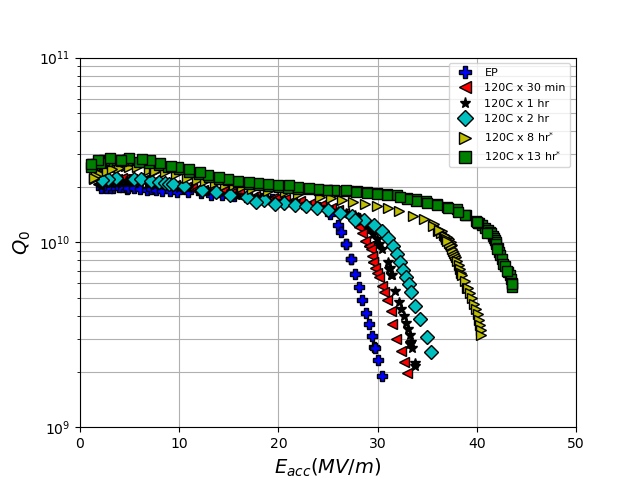 10^11
10^10
10^9
Q_0
0 10 20 30 40 50
E_acc(MV/m)
EP
120C x 30 min
120C x 1 hr
120C x 2 hr
120C x 8 hr*
120C x 13 hr*